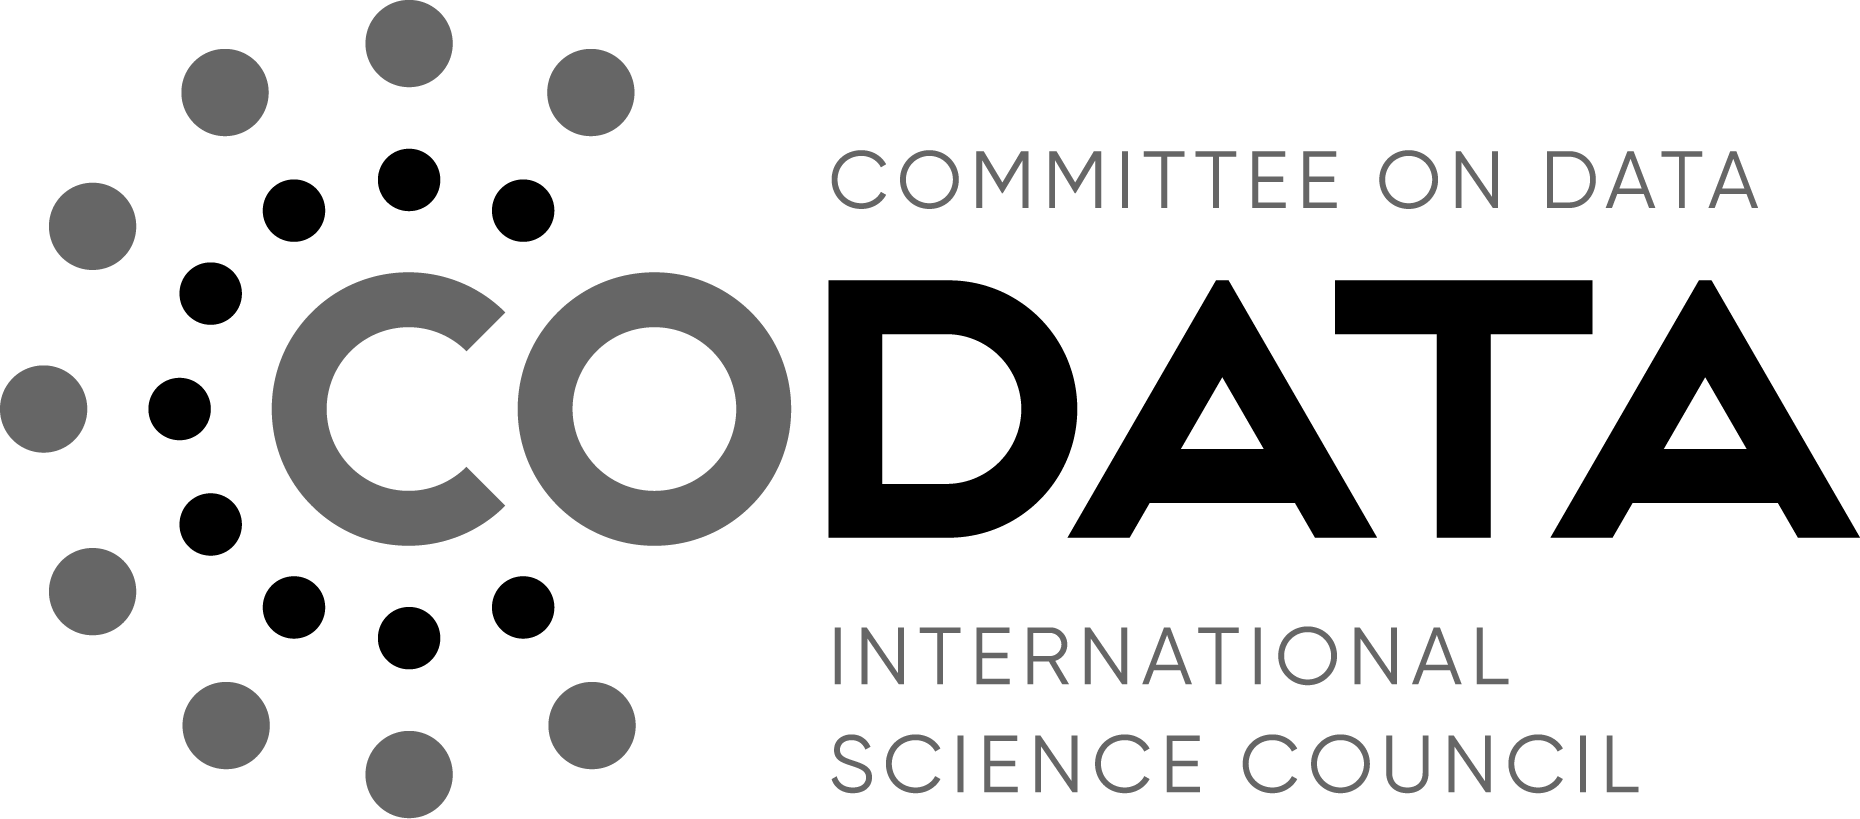 COMMITTEE ON DATA
CODATA
INTERNATIONAL
SCIENCE COUNCIL